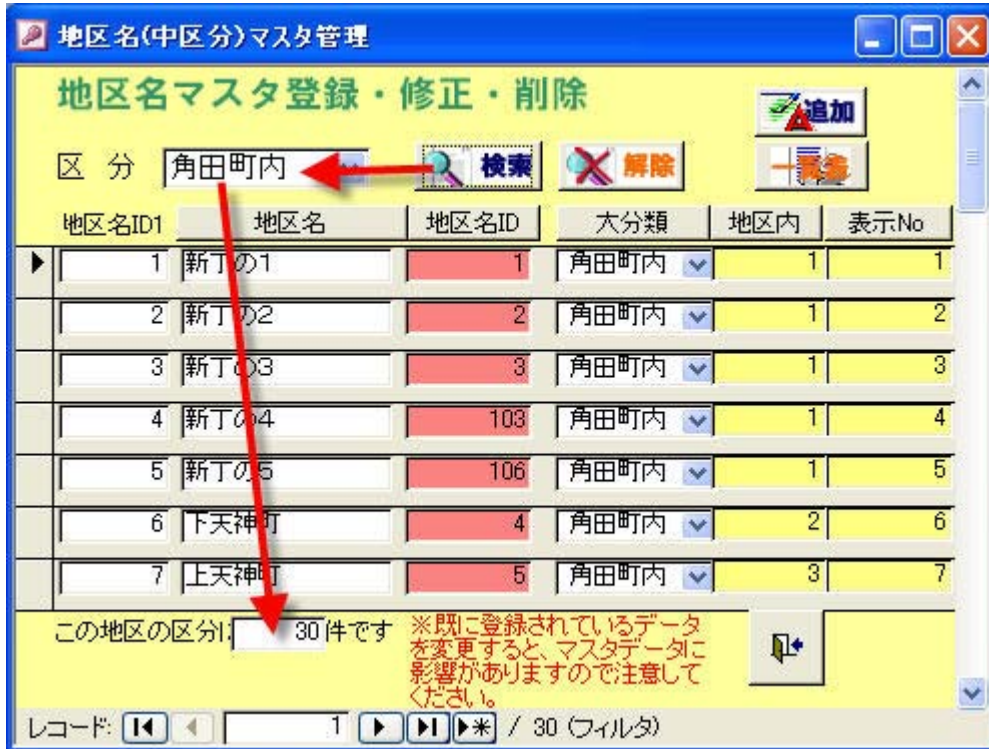 地区名(中区分)マスタ管理
地区名マスタ登録・修正・削除
追加
区 分 角田町内 検索 解除 一覧表
地区名ID1 地区名 地区名ID 大分類 地区内 表示No
1 新丁の1 1 角田町内 1 1
2 新丁の2 2 角田町内 1 2
3 新丁の3 3 角田町内 1 3
4 新丁の4 103 角田町内 1 4
5 新丁の5 106 角田町内 1 5
6 下天神町 4 角田町内 2 6
7 上天神町 5 角田町内 3 7
この地区の区分は 30 件です
※既に登録されているデータ
を変更すると、マスタデータに
影響がありますので注意して
ください。
レコード: 1 / 30 (フィルタ)